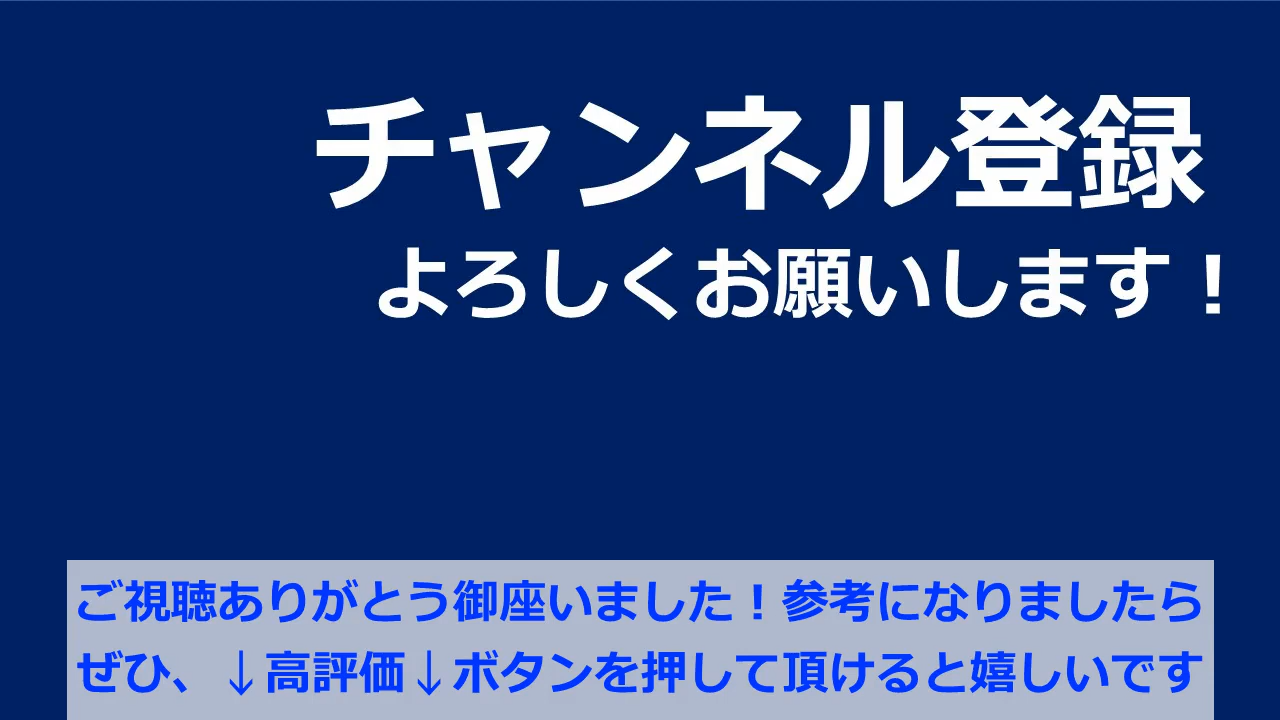 チャンネル登録
よろしくお願いします！
ご視聴ありがとう御座いました！参考になりましたら
ぜひ、↓高評価↓ボタンを押して頂けると嬉しいです